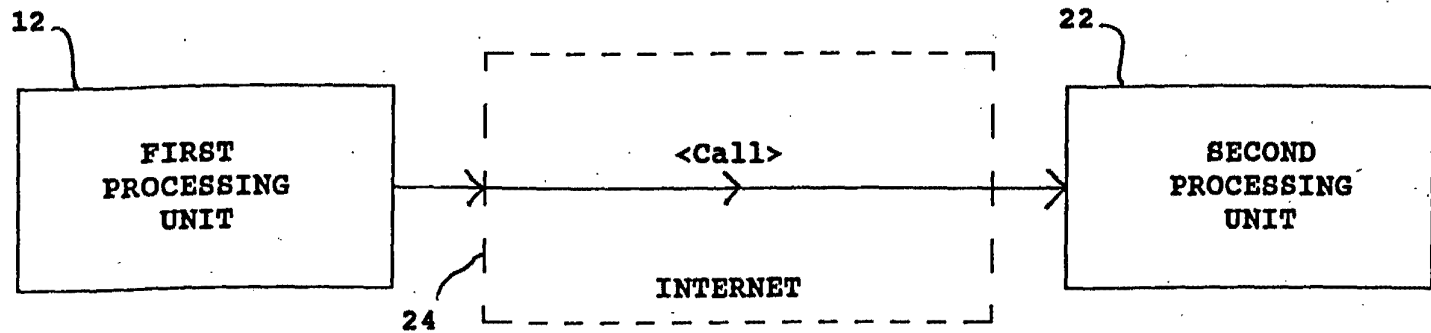 12
22
FIRST
PROCESSING
UNIT
<Call>
SECOND
PROCESSING
UNIT
INTERNET
24